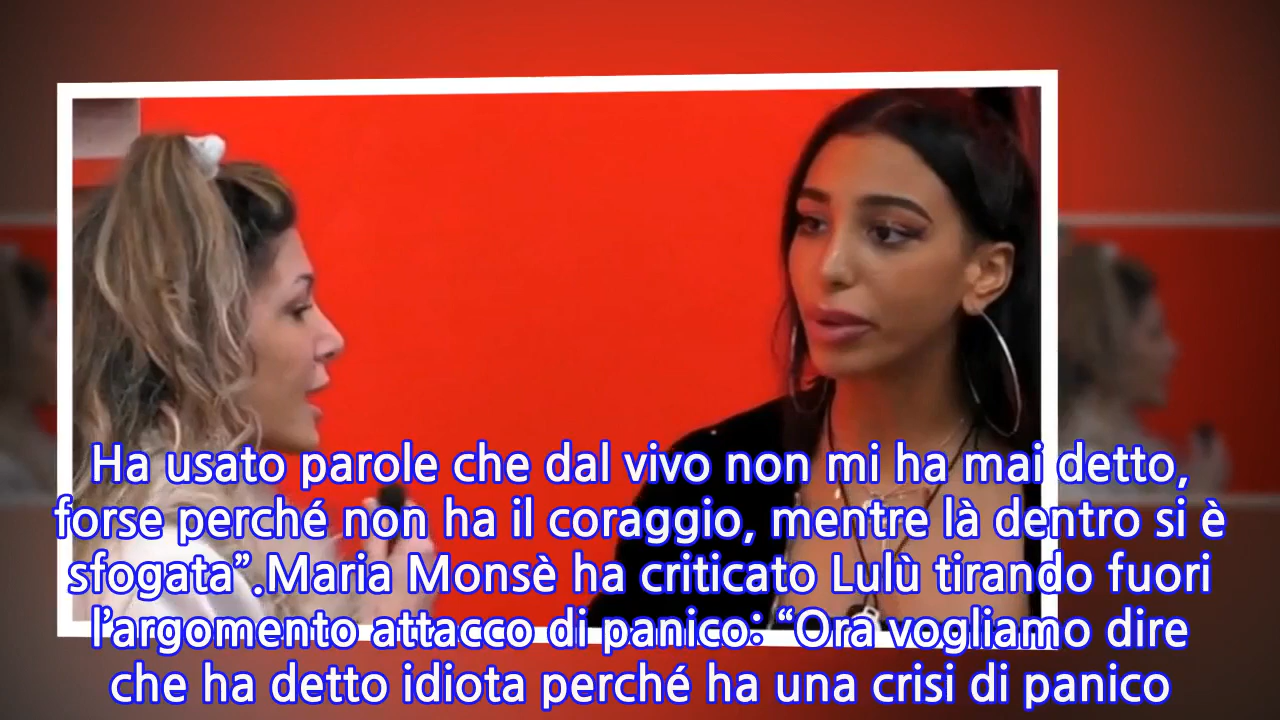 Ha usato parole che dal vivo non mi ha mai detto,
forse perché non ha il coraggio, mentre là dentro si è
sfogata”.Maria Monsè ha criticato Lulù tirando fuori
l’argomento attacco di panico: “Ora vogliamo dire
che ha detto idiota perché ha una crisi di panico